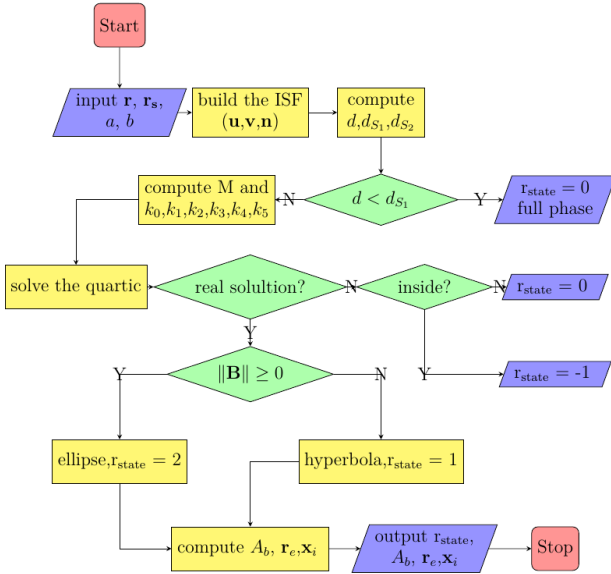 Start
input r, r_s,
a, b
build the ISF
(u,v,n)
compute
d,d_{S_1},d_{S_2}
compute M and
k_0,k_1,k_2,k_3,k_4,k_5
N
d < d_{S_1}
Y
r_state = 0
full phase
solve the quartic
real solultion?
N
inside?
N
r_state = 0
Y
Y
r_state = -1
‖B‖ ≥ 0
Y
N
ellipse,r_state = 2
hyperbola,r_state = 1
compute A_b, r_e,x_i
output r_state,
A_b, r_e,x_i
Stop